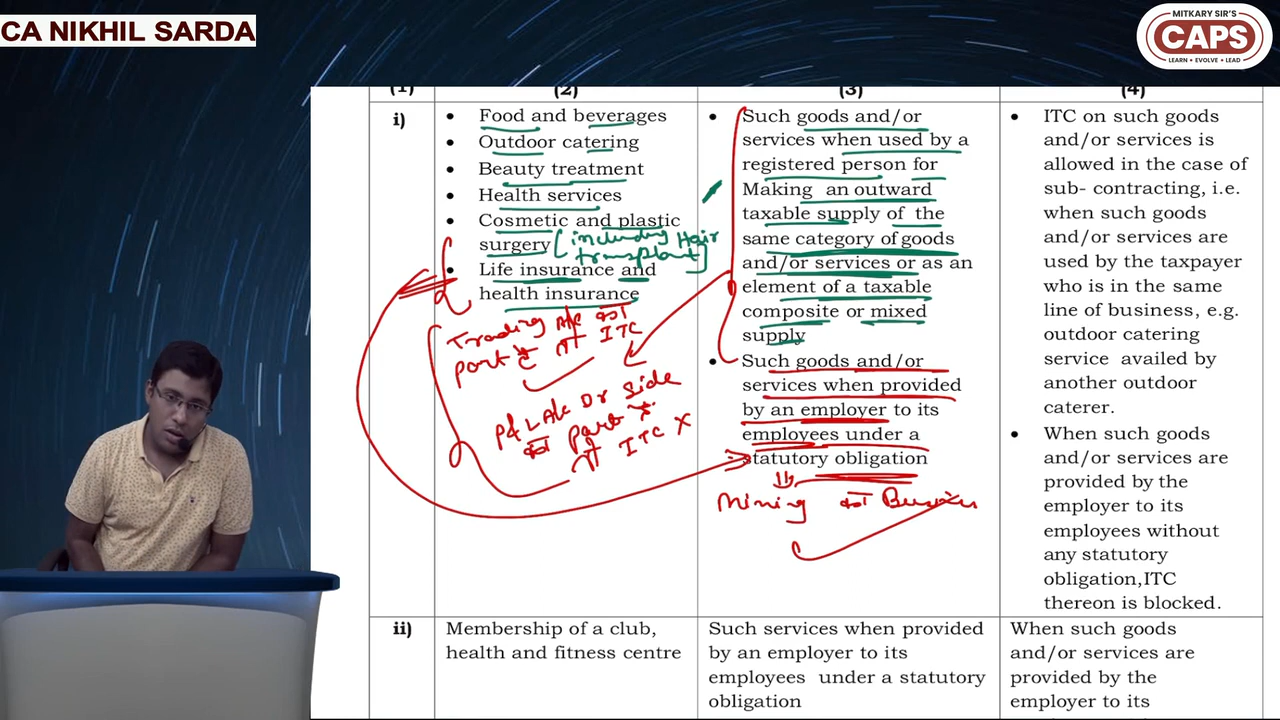 CA NIKHIL SARDA
MITKARY SIR'S
CAPS
LEARN • EVOLVE • LEAD
(1)
(2)
(3)
(4)
i)
• Food and beverages
• Outdoor catering
• Beauty treatment
• Health services
• Cosmetic and plastic
surgery
[including Hair
transplant]
• Life insurance and
health insurance
Trading A/c का
part है तो ITC
P&L A/c Dr side
का part है
तो ITC X
• Such goods and/or
services when used by a
registered person for
Making an outward
taxable supply of the
same category of goods
and/or services or as an
element of a taxable
composite or mixed
supply
• Such goods and/or
services when provided
by an employer to its
employees under a
statutory obligation
Mining का Business
• ITC on such goods
and/or services is
allowed in the case of
sub- contracting, i.e.
when such goods
and/or services are
used by the taxpayer
who is in the same
line of business, e.g.
outdoor catering
service availed by
another outdoor
caterer.
• When such goods
and/or services are
provided by the
employer to its
employees without
any statutory
obligation,ITC
thereon is blocked.
ii)
Membership of a club,
health and fitness centre
Such services when provided
by an employer to its
employees under a statutory
obligation
When such goods
and/or services are
provided by the
employer to its